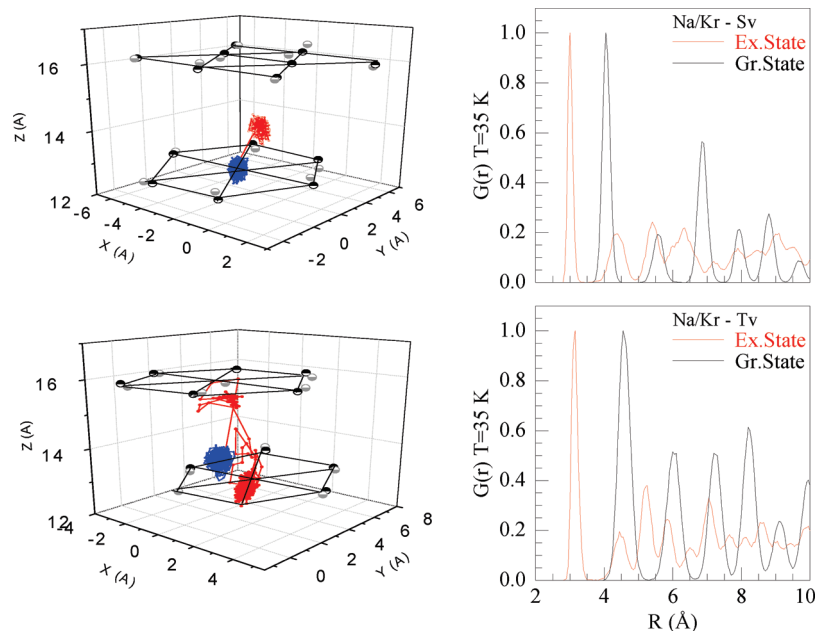 16
14
12
Z (A)
-6
-4
-2
0
2
X (A)
-2
0
2
4
6
Y (A)
Na/Kr - Sv
Ex.State
Gr.State
1.0
0.8
0.6
0.4
0.2
0.0
G(r) T=35 K
16
14
12
Z (A)
-4
-2
0
2
4
X (A)
0
2
4
6
8
Y (A)
Na/Kr - Tv
Ex.State
Gr.State
1.0
0.8
0.6
0.4
0.2
0.0
G(r) T=35 K
2 4 6 8 10
R (Å)